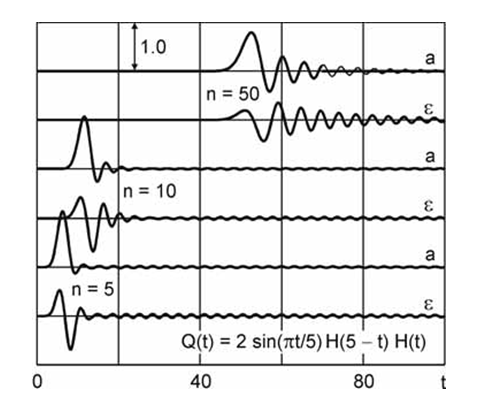 1.0
a
n = 50
ε
a
n = 10
ε
a
n = 5
ε
Q(t) = 2 sin(πt/5) H(5 − t) H(t)
0 40 80 t